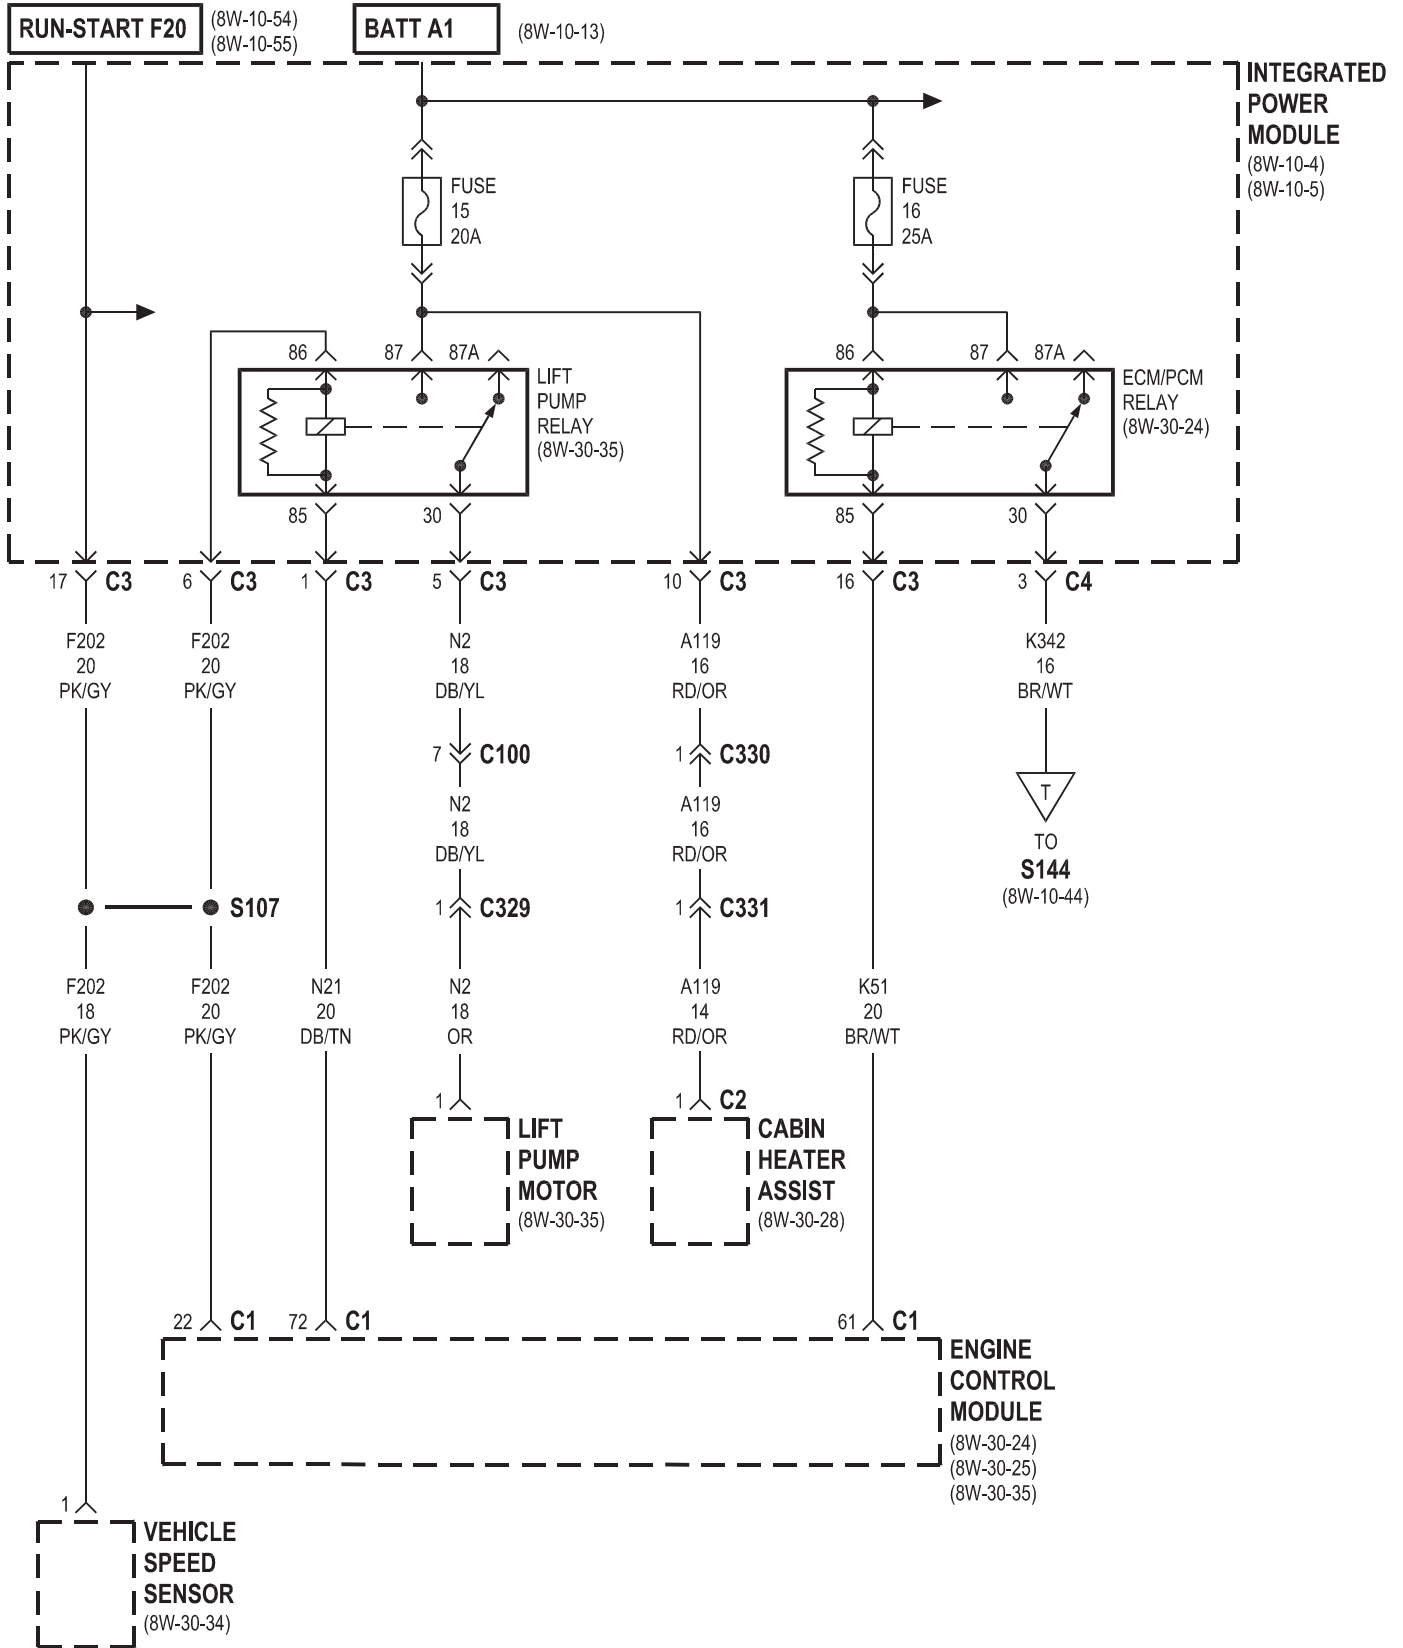 RUN-START F20
(8W-10-54)
(8W-10-55)
BATT A1
(8W-10-13)
INTEGRATED
POWER
MODULE
(8W-10-4)
(8W-10-5)
FUSE
15
20A
FUSE
16
25A
86
87
87A
LIFT
PUMP
RELAY
(8W-30-35)
85
30
86
87
87A
ECM/PCM
RELAY
(8W-30-24)
85
30
17 C3
6 C3
1 C3
5 C3
10 C3
16 C3
3 C4
F202
20
PK/GY
F202
20
PK/GY
N2
18
DB/YL
A119
16
RD/OR
K342
16
BR/WT
7 C100
1 C330
T
TO
S144
(8W-10-44)
N2
18
DB/YL
A119
16
RD/OR
S107
1 C329
1 C331
F202
18
PK/GY
F202
20
PK/GY
N21
20
DB/TN
N2
18
OR
A119
14
RD/OR
K51
20
BR/WT
1
LIFT
PUMP
MOTOR
(8W-30-35)
1 C2
CABIN
HEATER
ASSIST
(8W-30-28)
22 C1
72 C1
61 C1
ENGINE
CONTROL
MODULE
(8W-30-24)
(8W-30-25)
(8W-30-35)
1
VEHICLE
SPEED
SENSOR
(8W-30-34)